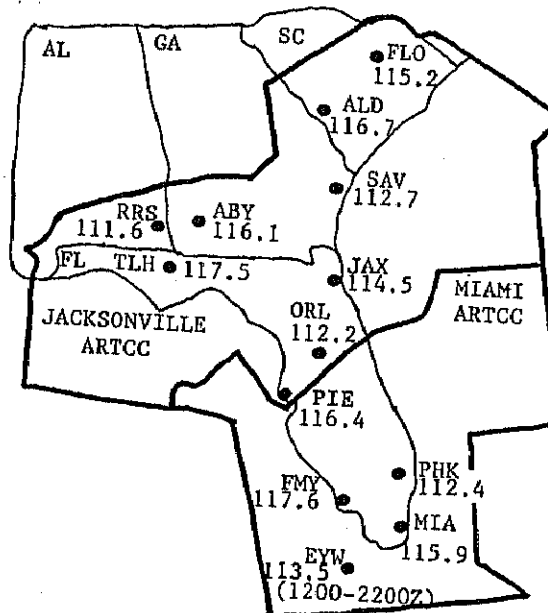 AL
GA
SC
FLO
115.2
ALD
116.7
SAV
112.7
RRS
111.6
ABY
116.1
FL
TLH
117.5
JAX
114.5
MIAMI
ARTCC
JACKSONVILLE
ARTCC
ORL
112.2
PIE
116.4
PHK
112.4
FMY
117.6
MIA
115.9
EYW
113.5
(1200-2200Z)